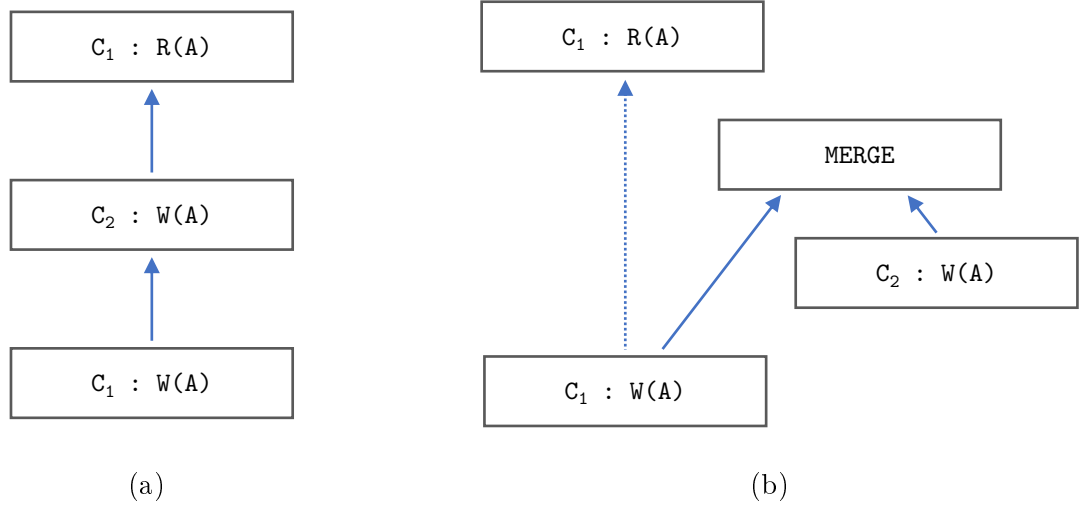 C₁ : R(A)
C₂ : W(A)
C₁ : W(A)
(a)
C₁ : R(A)
MERGE
C₂ : W(A)
C₁ : W(A)
(b)